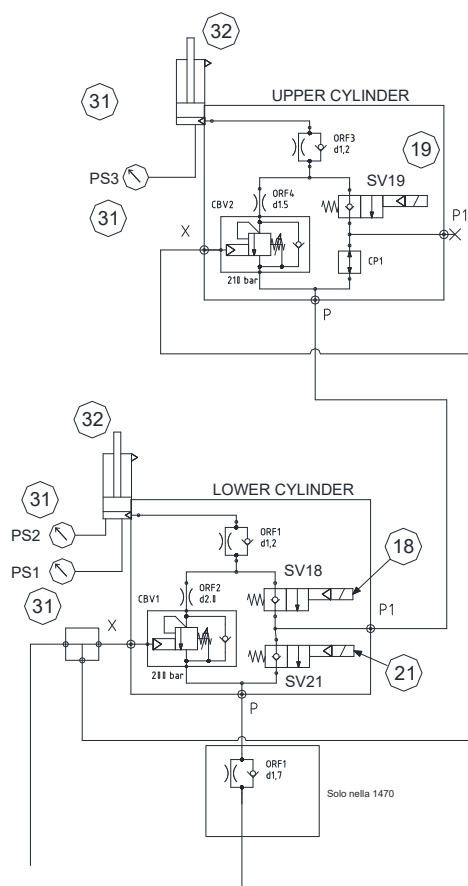 32
31
UPPER CYLINDER
ORF3
d1,2
19
PS3
SV19
31
ORF4
d1.5
CBV2
P1
X
CP1
210 bar
P
32
31
LOWER CYLINDER
PS2
ORF1
d1,2
18
PS1
SV18
31
ORF2
d2.0
CBV1
P1
X
200 bar
SV21
21
P
ORF1
d1,7
Solo nella 1470